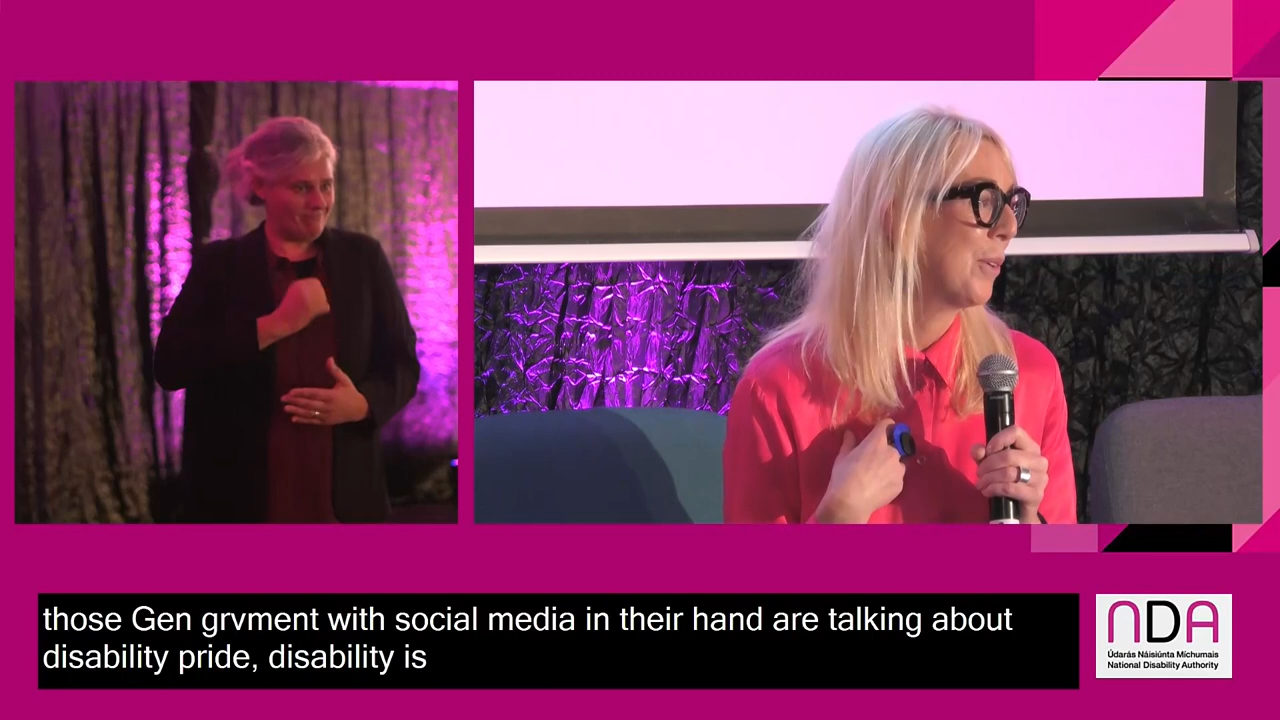 those Gen grvment with social media in their hand are talking about
disability pride, disability is
NDA
Údarás Náisiúnta Míchumais
National Disability Authority